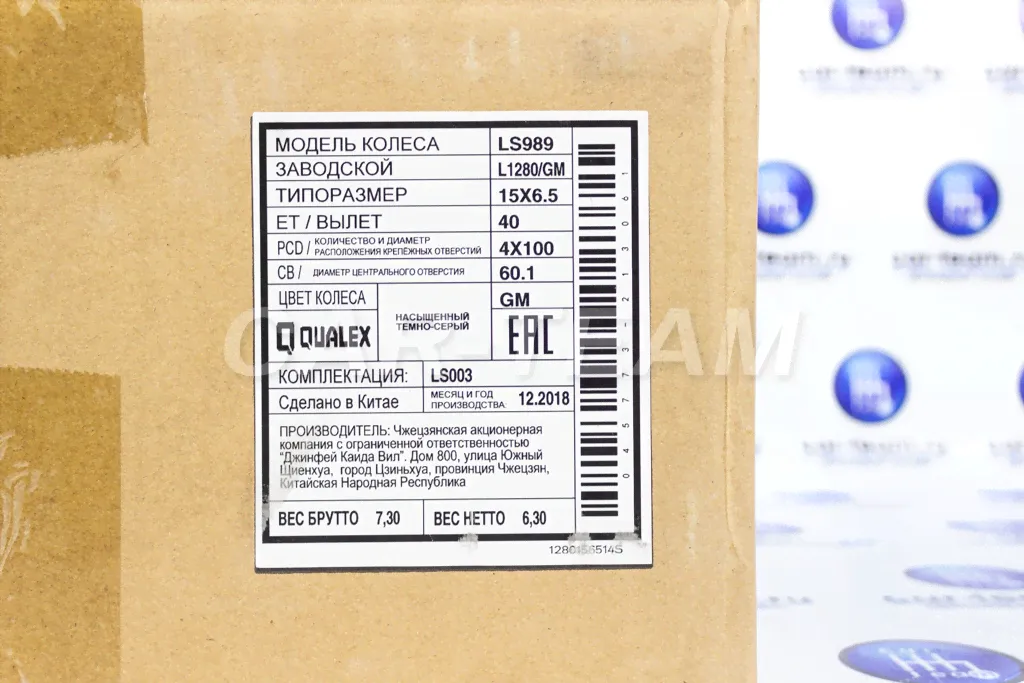 МОДЕЛЬ КОЛЕСА LS989
ЗАВОДСКОЙ L1280/GM
ТИПОРАЗМЕР 15X6.5
ET / ВЫЛЕТ 40
PCD / КОЛИЧЕСТВО И ДИАМЕТР
РАСПОЛОЖЕНИЯ КРЕПЁЖНЫХ ОТВЕРСТИЙ 4X100
CB / ДИАМЕТР ЦЕНТРАЛЬНОГО ОТВЕРСТИЯ 60.1
ЦВЕТ КОЛЕСА GM
НАСЫЩЕННЫЙ
ТЕМНО-СЕРЫЙ
QUALEX
EAC
CAR-TEAM
КОМПЛЕКТАЦИЯ: LS003
Сделано в Китае МЕСЯЦ И ГОД
ПРОИЗВОДСТВА: 12.2018
ПРОИЗВОДИТЕЛЬ: Чжецзянская акционерная
компания с ограниченной ответственностью
"Джинфей Каида Вил". Дом 800, улица Южный
Шиенхуа, город Цзиньхуа, провинция Чжецзян,
Китайская Народная Республика
ВЕС БРУТТО 7,30 ВЕС НЕТТО 6,30